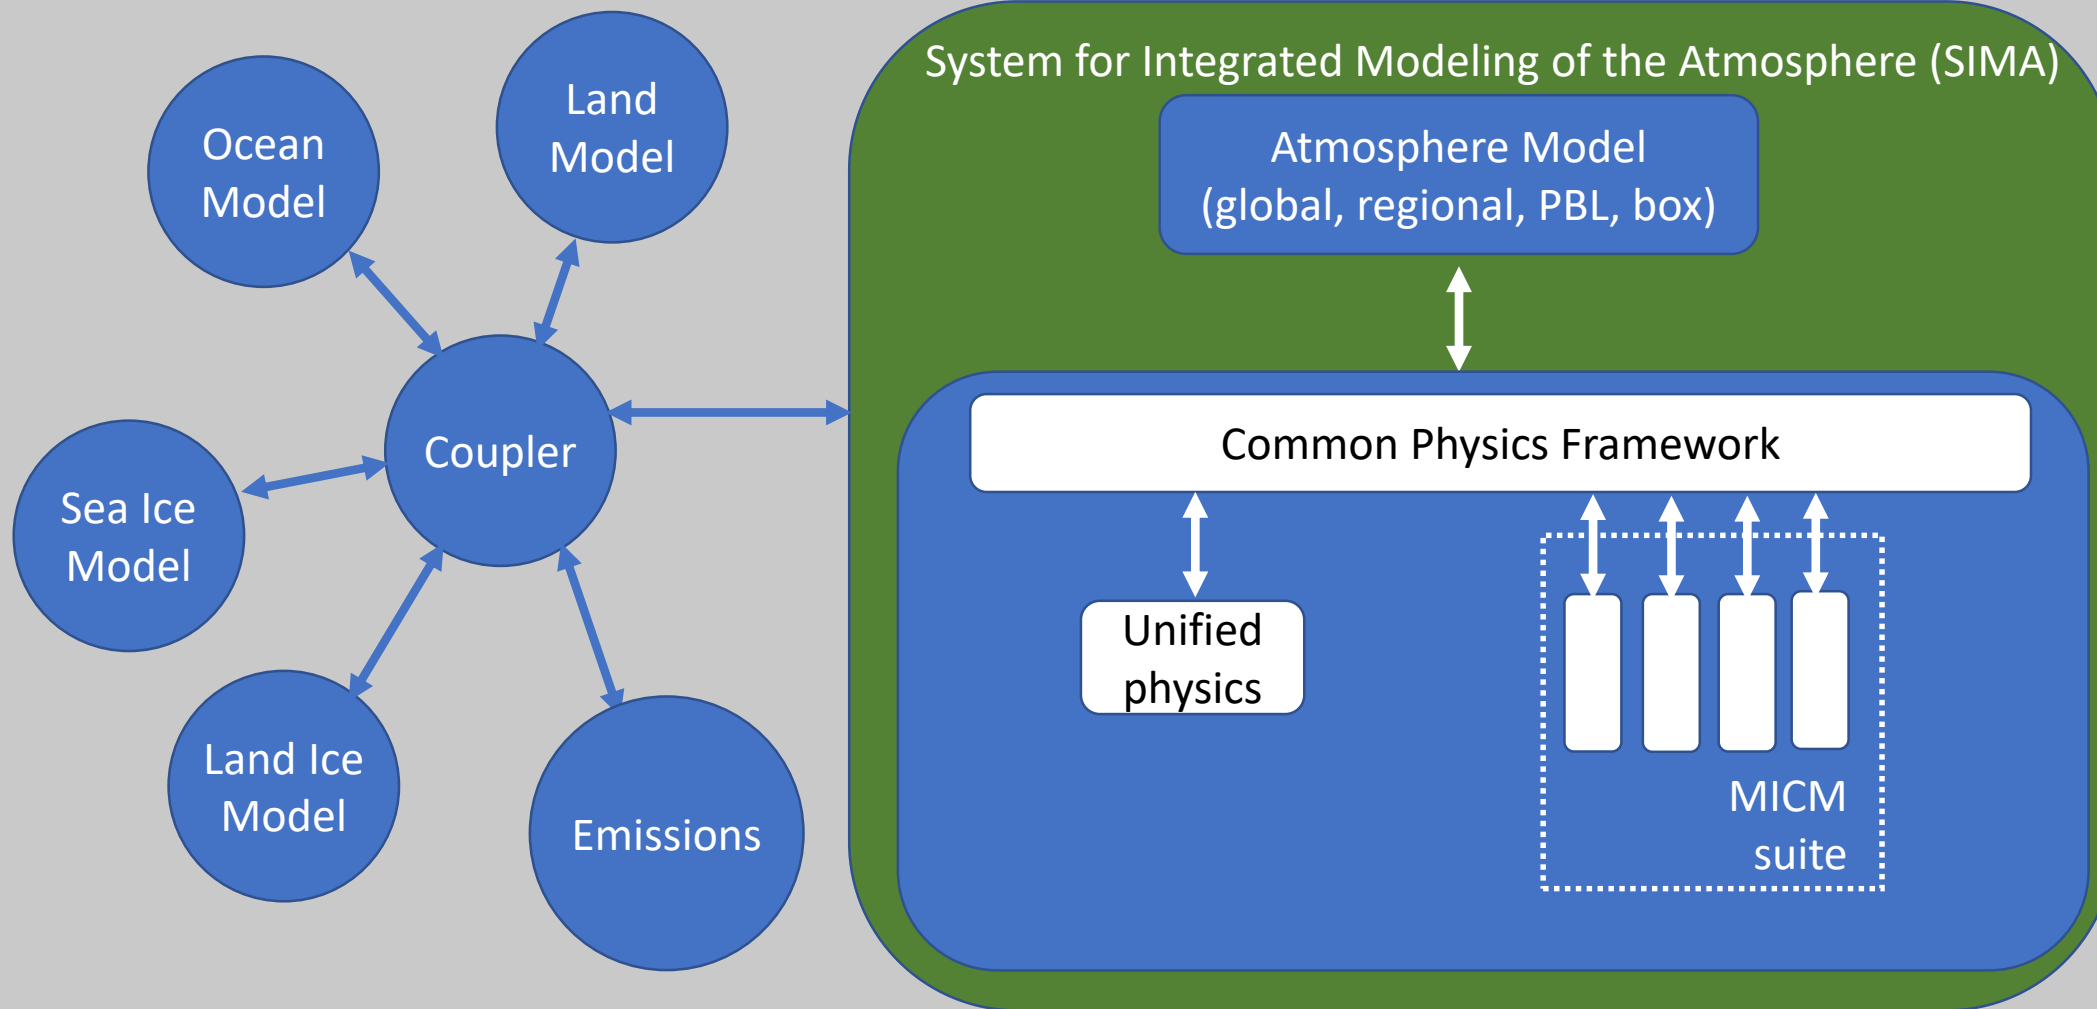 Ocean
Model
Land
Model
Coupler
Sea Ice
Model
Land Ice
Model
Emissions
System for Integrated Modeling of the Atmosphere (SIMA)
Atmosphere Model
(global, regional, PBL, box)
Common Physics Framework
Unified
physics
MICM
suite